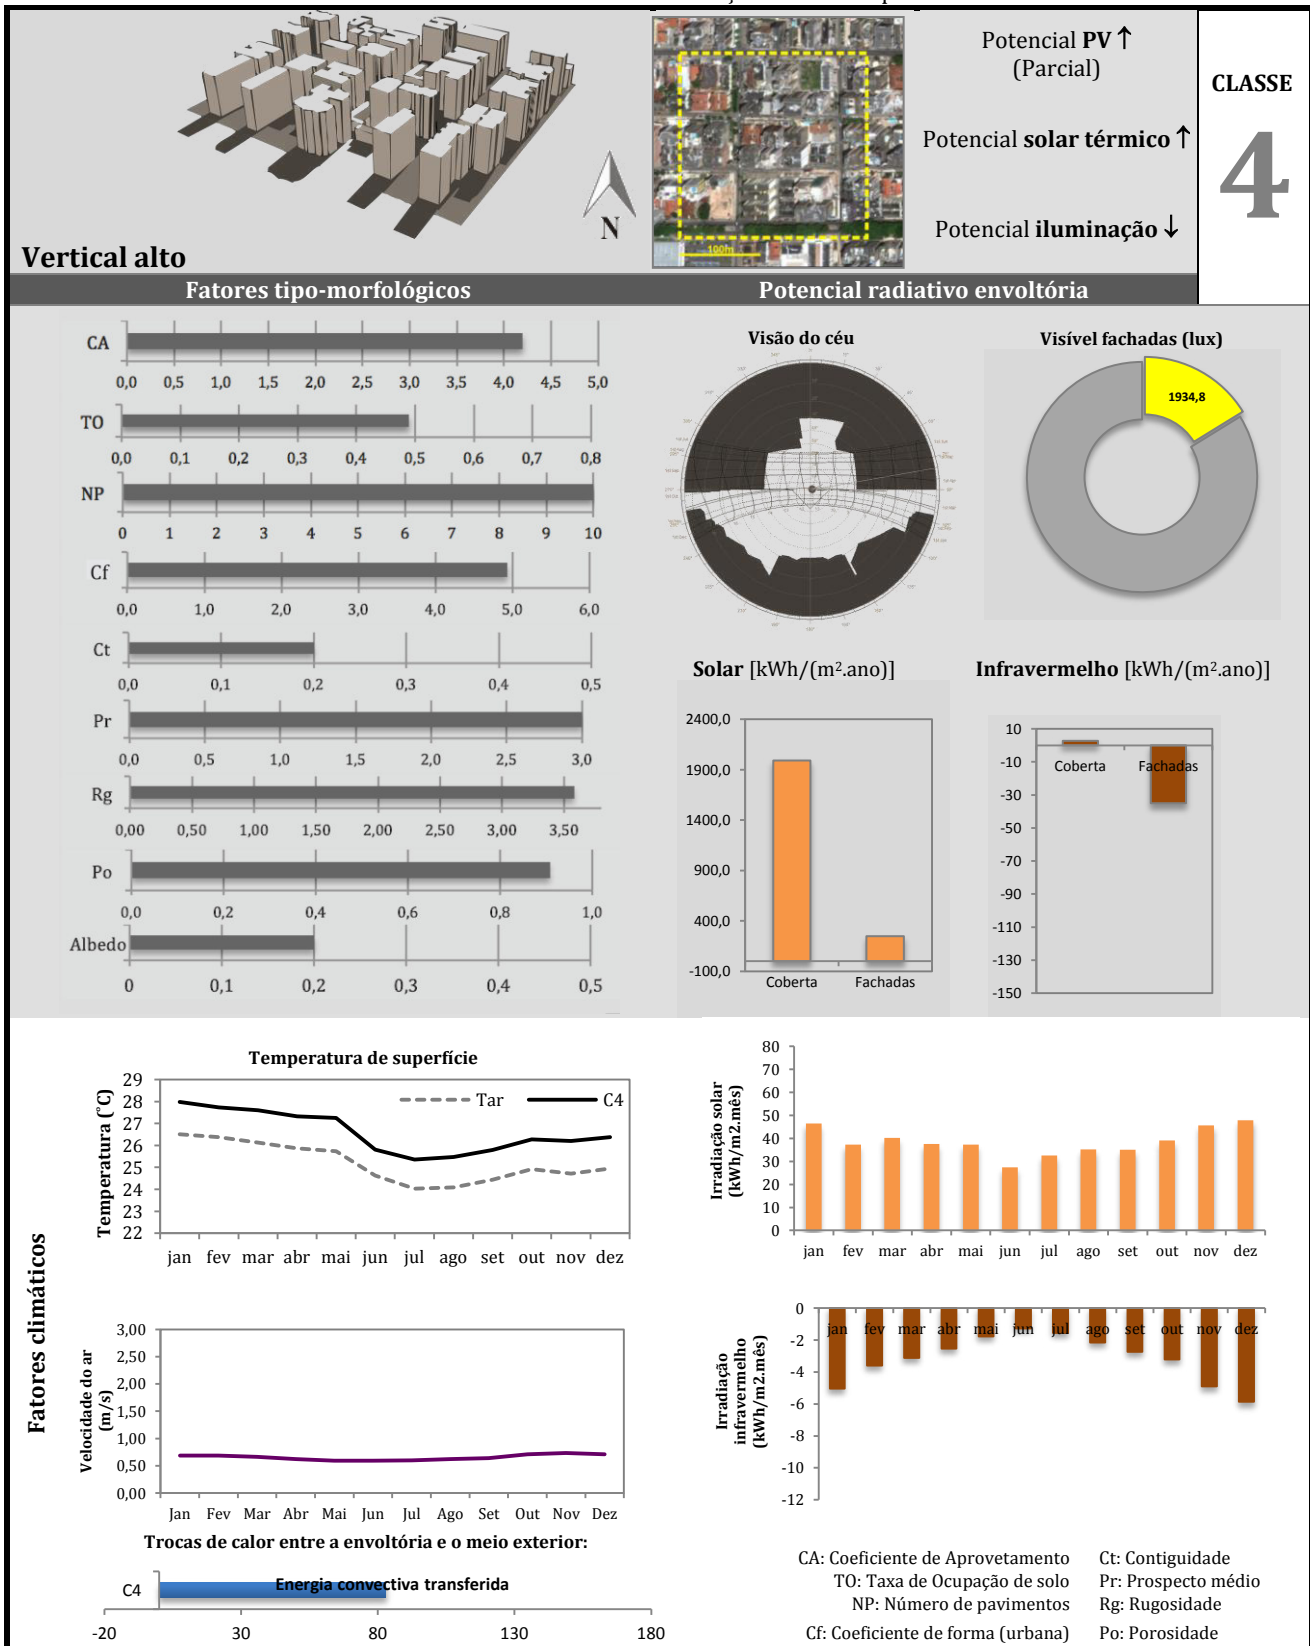 Potencial PV ↑
(Parcial)
CLASSE
4
Potencial solar térmico ↑
Potencial iluminação ↓
N
100m
Vertical alto
Fatores tipo-morfológicos
Potencial radiativo envoltória
CA
0,0 0,5 1,0 1,5 2,0 2,5 3,0 3,5 4,0 4,5 5,0
TO
0,0 0,1 0,2 0,3 0,4 0,5 0,6 0,7 0,8
NP
0 1 2 3 4 5 6 7 8 9 10
Cf
0,0 1,0 2,0 3,0 4,0 5,0 6,0
Ct
0,0 0,1 0,2 0,3 0,4 0,5
Pr
0,0 0,5 1,0 1,5 2,0 2,5 3,0
Rg
0,00 0,50 1,00 1,50 2,00 2,50 3,00 3,50
Po
0,0 0,2 0,4 0,6 0,8 1,0
Albedo
0 0,1 0,2 0,3 0,4 0,5
Visão do céu
Visível fachadas (lux)
1934,8
Solar [kWh/(m².ano)]
2400,0
1900,0
1400,0
900,0
400,0
-100,0
Coberta Fachadas
Infravermelho [kWh/(m².ano)]
10
-10
-30
-50
-70
-90
-110
-130
-150
Coberta Fachadas
Fatores climáticos
Temperatura de superfície
Temperatura (˚C)
29
28
27
26
25
24
23
22
Tar C4
jan fev mar abr mai jun jul ago set out nov dez
Irradiação solar
(kWh/m2.mês)
80
70
60
50
40
30
20
10
0
jan fev mar abr mai jun jul ago set out nov dez
Velocidade do ar
(m/s)
3,00
2,50
2,00
1,50
1,00
0,50
0,00
Jan Fev Mar Abr Mai Jun Jul Ago Set Out Nov Dez
Irradiação
infravermelho
(kWh/m2.mês)
0
-2
-4
-6
-8
-10
-12
jan fev mar abr mai jun jul ago set out nov dez
Trocas de calor entre a envoltória e o meio exterior:
C4
Energia convectiva transferida
-20 30 80 130 180
CA: Coeficiente de Aprovetamento Ct: Contiguidade
TO: Taxa de Ocupação de solo Pr: Prospecto médio
NP: Número de pavimentos Rg: Rugosidade
Cf: Coeficiente de forma (urbana) Po: Porosidade